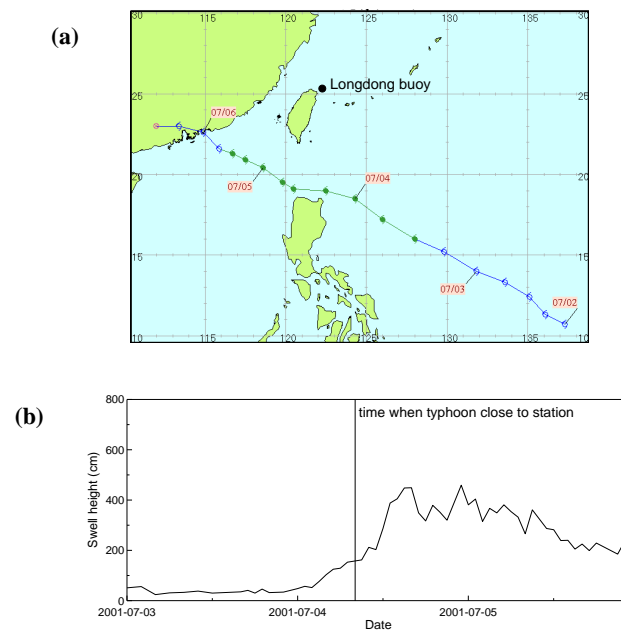 (a)
30 115 120 125 130 135 30
Longdong buoy
25 25
07/06
20 20
07/05
07/04
15 15
07/03
07/02
10 115 120 125 130 135 10
(b)
800
time when typhoon close to station
600
Swell height (cm)
400
200
0
2001-07-03 2001-07-04 2001-07-05
Date